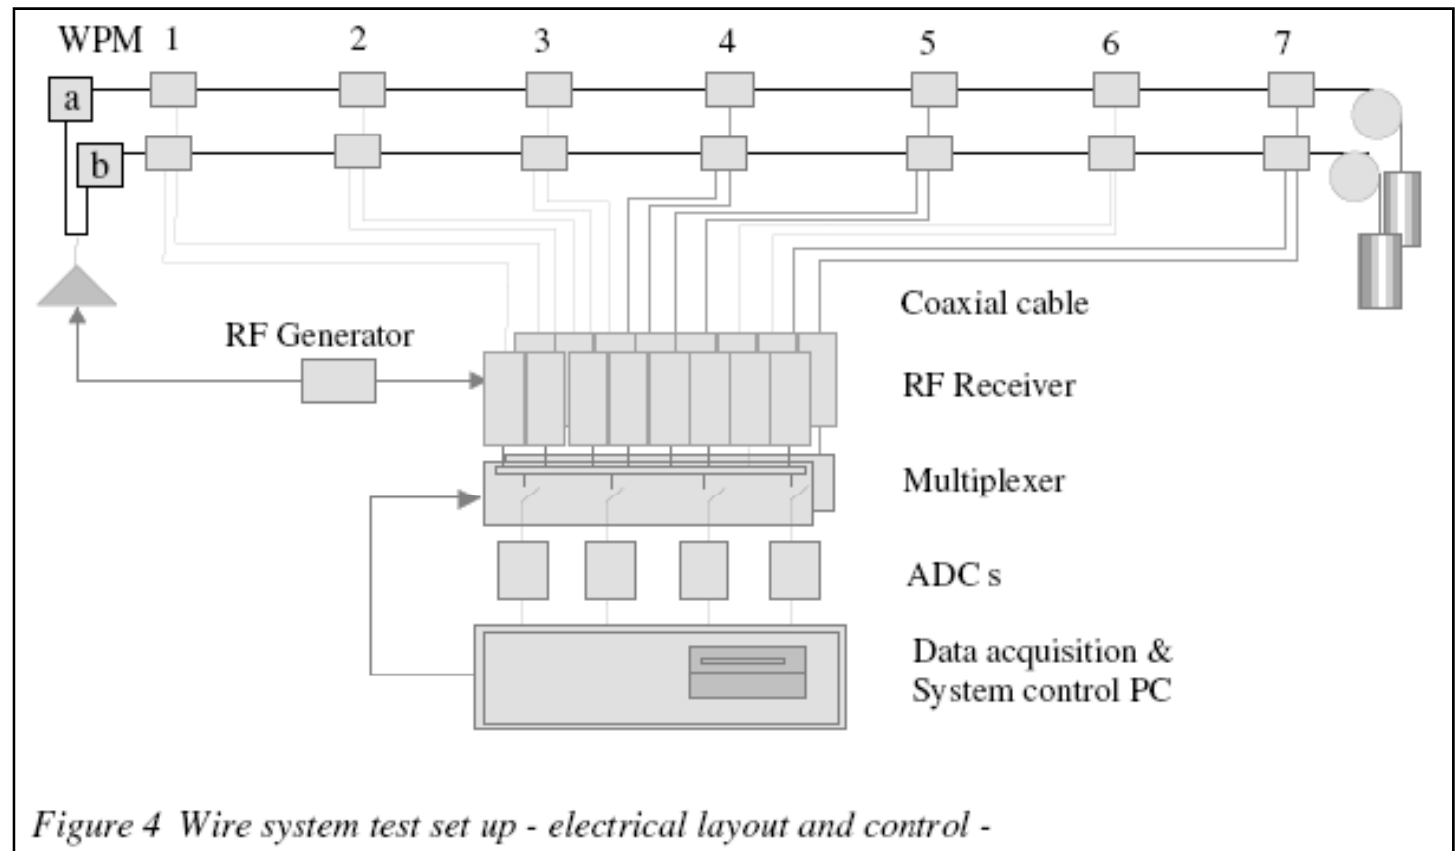 WPM 1 2 3 4 5 6 7
a
b
Coaxial cable
RF Generator
RF Receiver
Multiplexer
ADC s
Data acquisition &
System control PC
Figure 4 Wire system test set up - electrical layout and control -